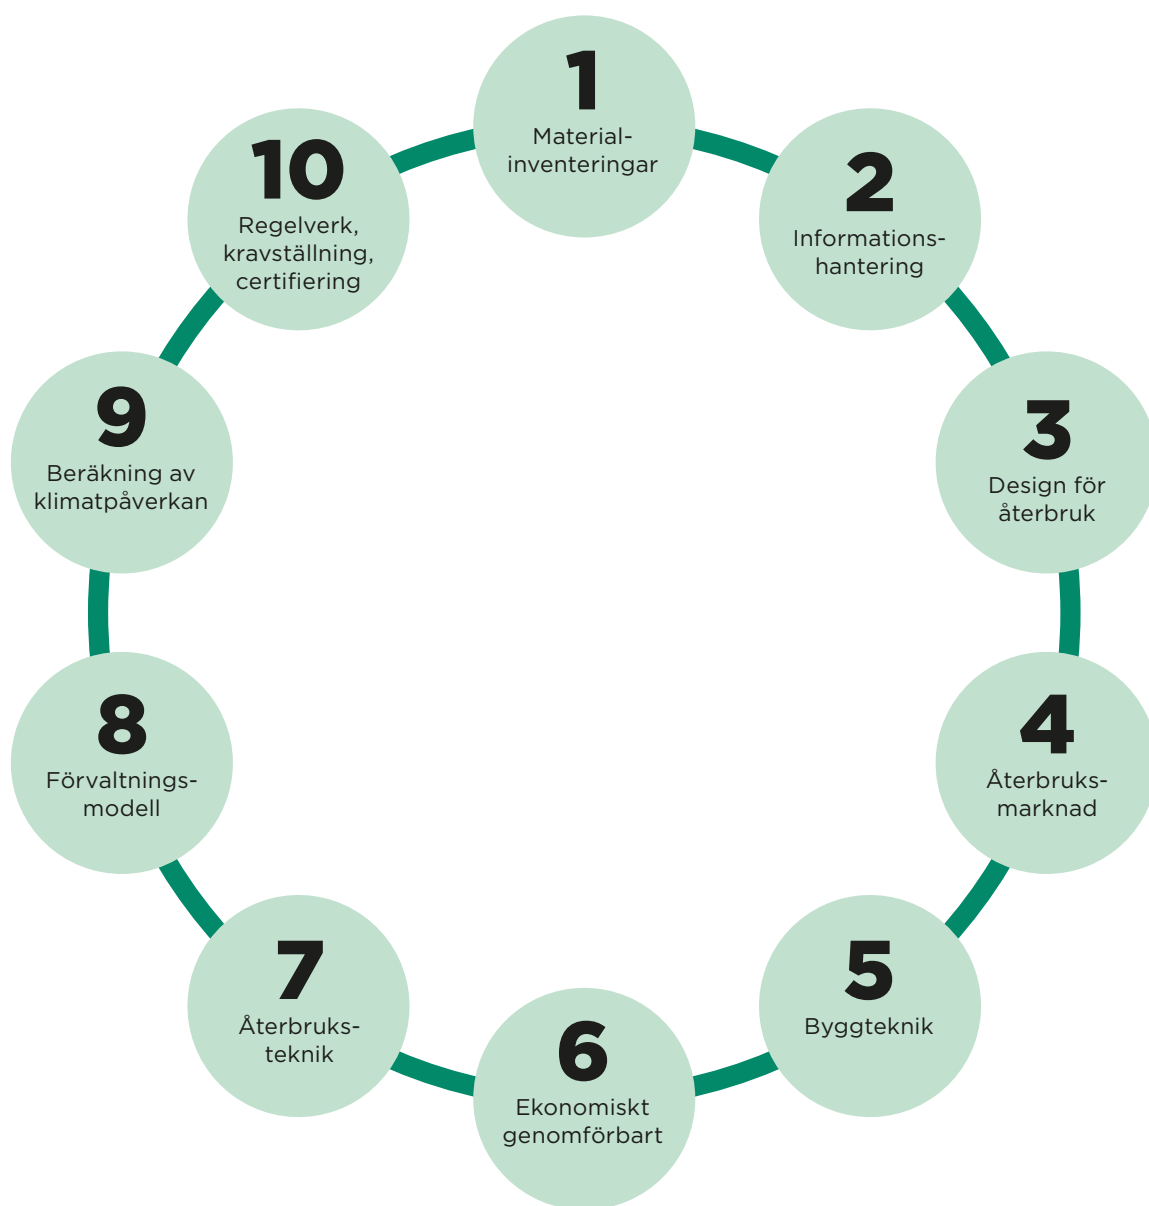 1
Material-
inventeringar
2
Informations-
hantering
3
Design för
återbruk
4
Återbruks-
marknad
5
Byggteknik
6
Ekonomiskt
genomförbart
7
Återbruks-
teknik
8
Förvaltnings-
modell
9
Beräkning av
klimatpåverkan
10
Regelverk,
kravställning,
certifiering